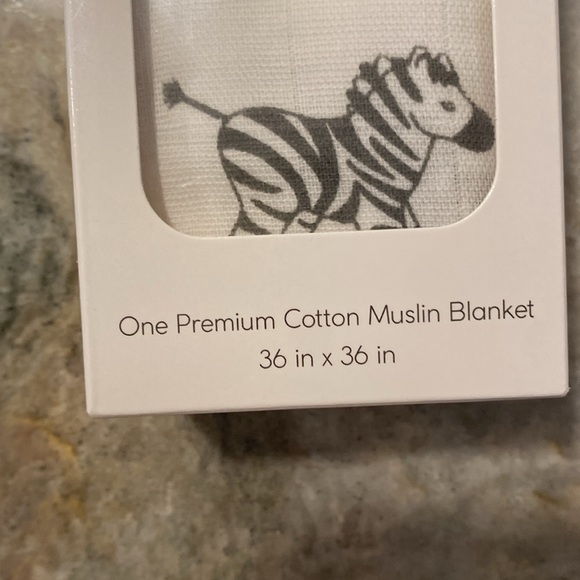 One Premium Cotton Muslin Blanket
36 in x 36 in